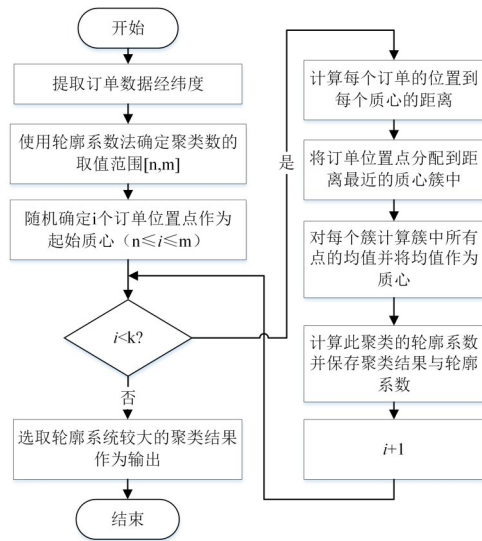 开始
提取订单数据经纬度
使用轮廓系数法确定聚类数的
取值范围[n,m]
随机确定i个订单位置点作为
起始质心（n≤i≤m）
i<k?
否
选取轮廓系统较大的聚类结果
作为输出
结束
是
计算每个订单的位置到
每个质心的距离
将订单位置点分配到距
离最近的质心簇中
对每个簇计算簇中所有
点的均值并将均值作为
质心
计算此聚类的轮廓系数
并保存聚类结果与轮廓
系数
i+1